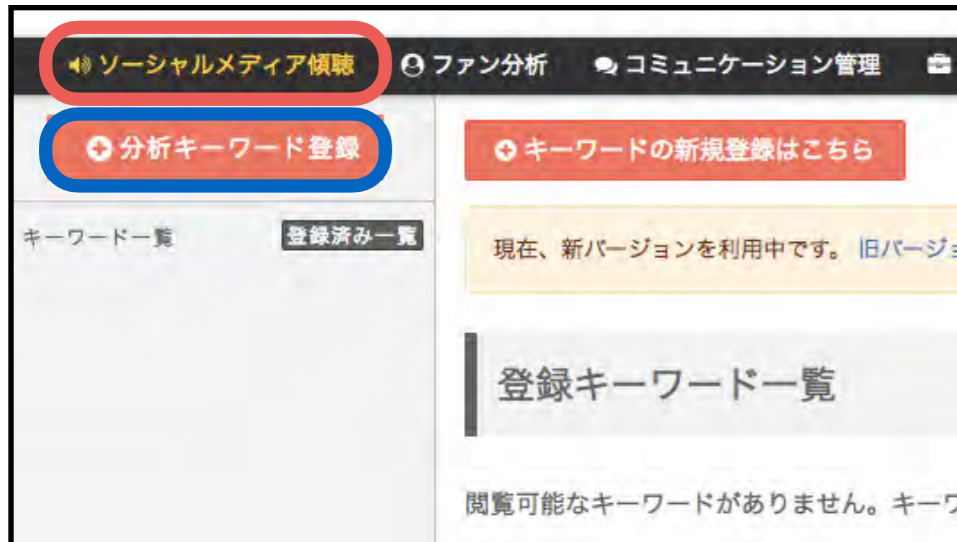 ソーシャルメディア傾聴 ファン分析 コミュニケーション管理
分析キーワード登録
キーワードの新規登録はこちら
キーワード一覧 登録済み一覧
現在、新バージョンを利用中です。 旧バージ
登録キーワード一覧
閲覧可能なキーワードがありません。キー